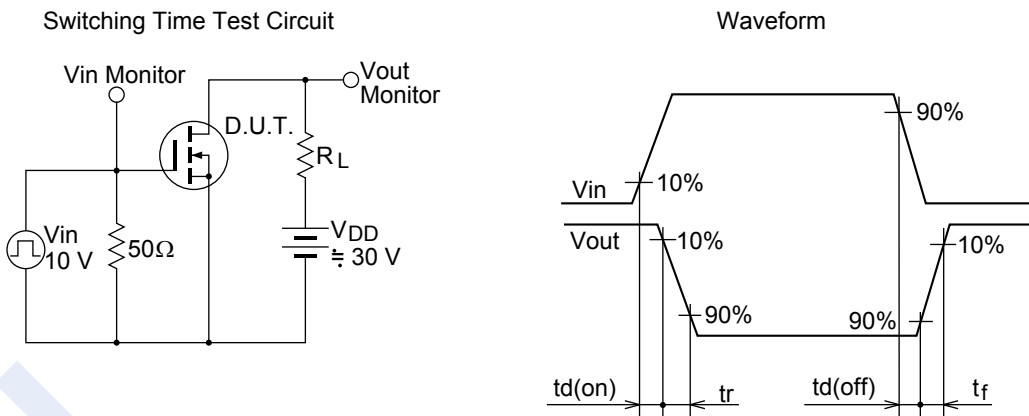 Switching Time Test Circuit
Vin Monitor
Vout
Monitor
D.U.T.
RL
Vin
10 V
50Ω
VDD
≒ 30 V
Waveform
Vin
10%
90%
Vout
10%
90%
90%
10%
td(on)
tr
td(off)
tf